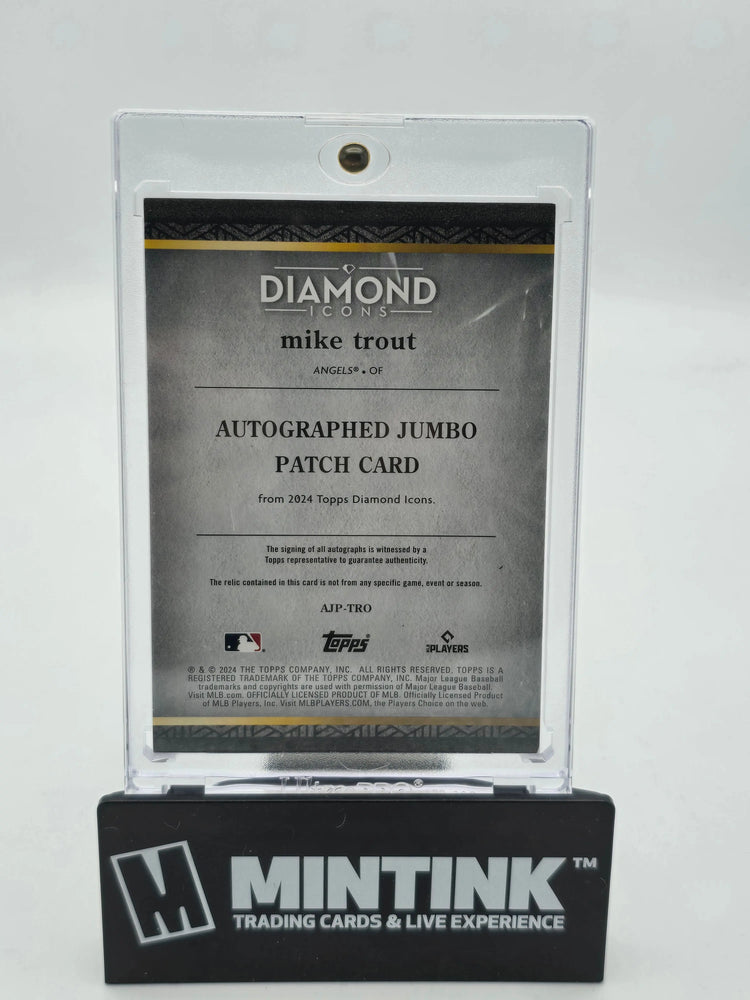 DIAMOND
ICONS
mike trout
ANGELS® • OF
AUTOGRAPHED JUMBO
PATCH CARD
from 2024 Topps Diamond Icons.
The signing of all autographs is witnessed by a
Topps representative to guarantee authenticity.
The relic contained in this card is not from any specific game, event or season.
AJP-TRO
topps®
PLAYERS
® & © 2024 THE TOPPS COMPANY, INC. ALL RIGHTS RESERVED. TOPPS IS A
REGISTERED TRADEMARK OF THE TOPPS COMPANY, INC. Major League Baseball
trademarks and copyrights are used with permission of Major League Baseball.
Visit MLB.com. OFFICIALLY LICENSED PRODUCT OF MLB. Officially Licensed Product
of MLB Players, Inc. Visit MLBPLAYERS.COM, the Players Choice on the web.
M MINTINK™
TRADING CARDS & LIVE EXPERIENCE